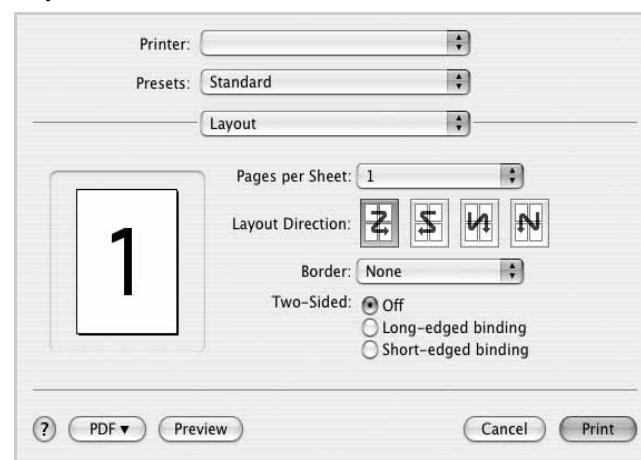 Printer:
Presets: Standard
Layout
Pages per Sheet: 1
1
Layout Direction:
Border: None
Two-Sided: Off
Long-edged binding
Short-edged binding
? PDF▼ Preview Cancel Print